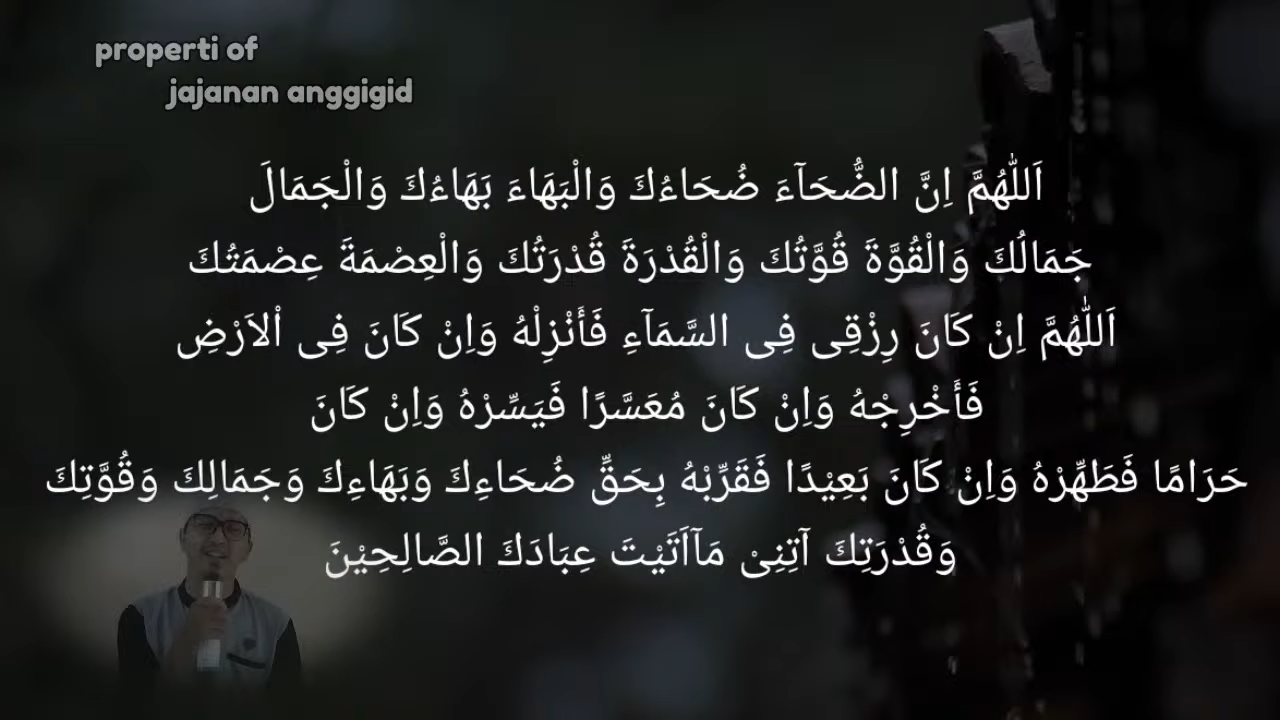 properti of
jajanan anggigid
اَللّٰهُمَّ اِنَّ الضُّحَآءَ ضُحَاءُكَ وَالْبَهَاءَ بَهَاءُكَ وَالْجَمَالَ
جَمَالُكَ وَالْقُوَّةَ قُوَّتُكَ وَالْقُدْرَةَ قُدْرَتُكَ وَالْعِصْمَةَ عِصْمَتُكَ
اَللّٰهُمَّ اِنْ كَانَ رِزْقِى فِى السَّمَآءِ فَأَنْزِلْهُ وَاِنْ كَانَ فِى اْلاَرْضِ
فَأَخْرِجْهُ وَاِنْ كَانَ مُعَسَّرًا فَيَسِّرْهُ وَاِنْ كَانَ
حَرَامًا فَطَهِّرْهُ وَاِنْ كَانَ بَعِيْدًا فَقَرِّبْهُ بِحَقِّ ضُحَاءِكَ وَبَهَاءِكَ وَجَمَالِكَ وَقُوَّتِكَ
وَقُدْرَتِكَ آتِنِىْ مَآاَتَيْتَ عِبَادَكَ الصَّالِحِيْنَ